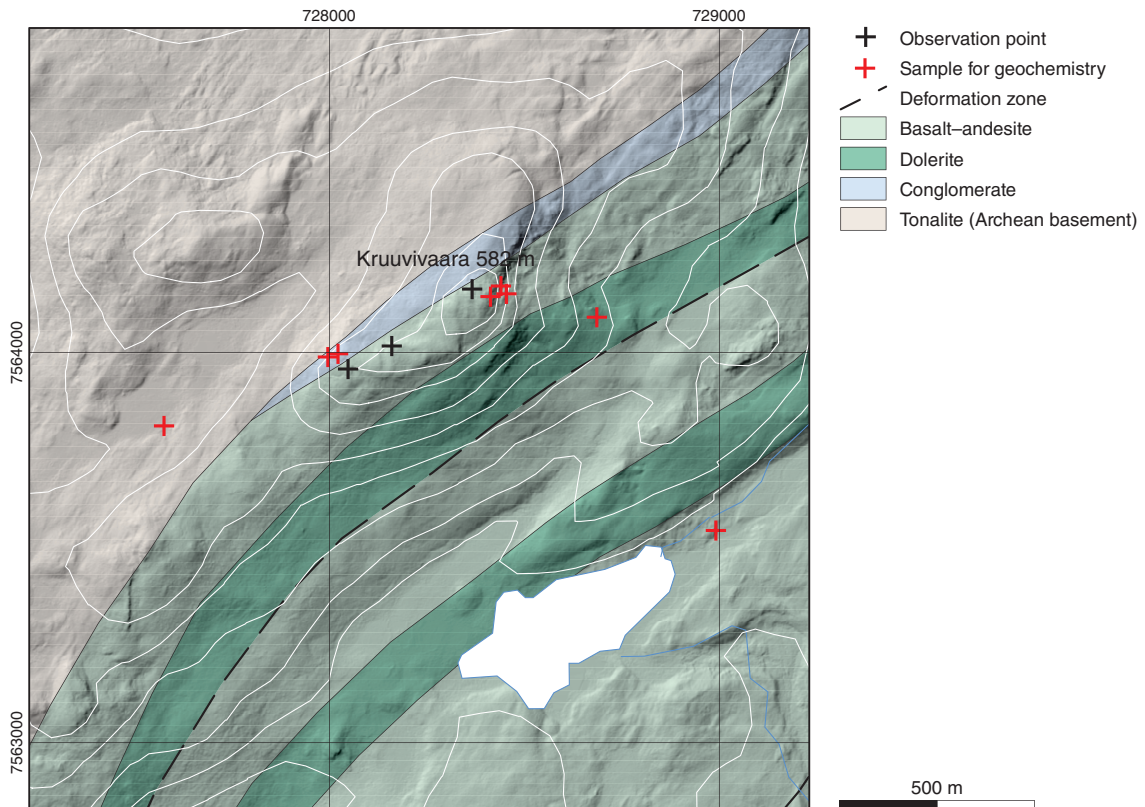 728000
729000
7564000
7563000
Kruuvivaara 582 m
Observation point
Sample for geochemistry
Deformation zone
Basalt–andesite
Dolerite
Conglomerate
Tonalite (Archean basement)
500 m